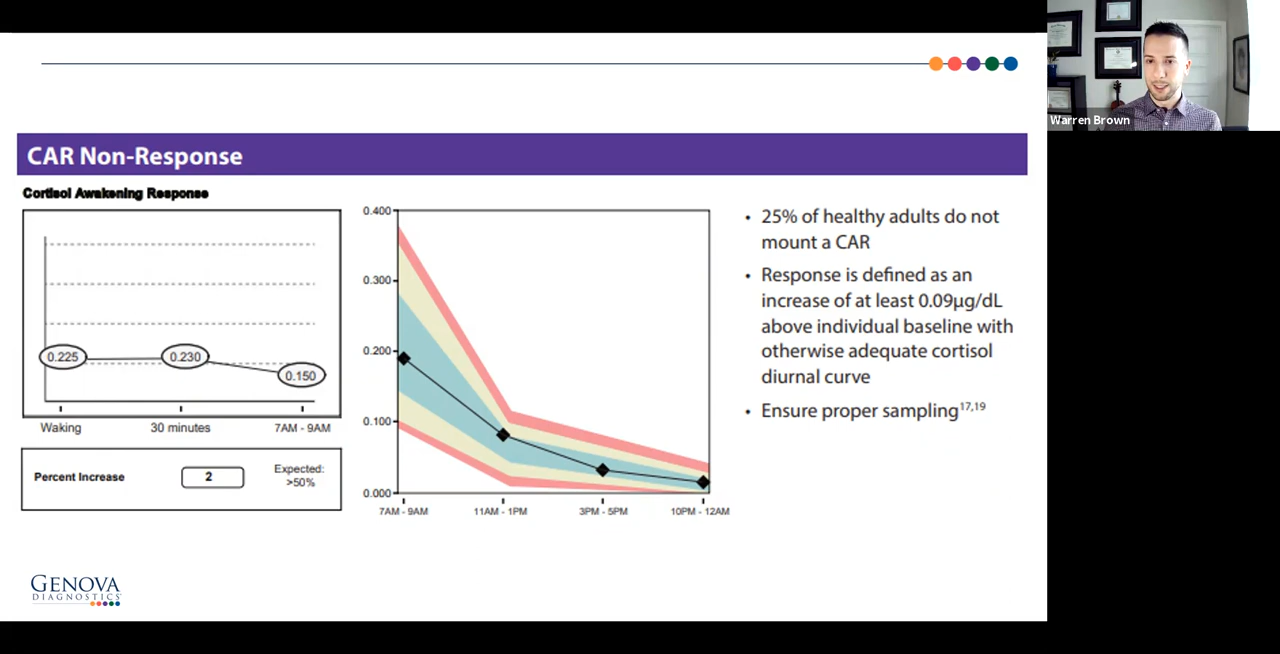 Warren Brown
CAR Non-Response
Cortisol Awakening Response
0.225
0.230
0.150
Waking
30 minutes
7AM - 9AM
Percent Increase
2
Expected:
>50%
0.400
0.300
0.200
0.100
0.000
7AM - 9AM
11AM - 1PM
3PM - 5PM
10PM - 12AM
• 25% of healthy adults do not
mount a CAR
• Response is defined as an
increase of at least 0.09µg/dL
above individual baseline with
otherwise adequate cortisol
diurnal curve
• Ensure proper sampling17,19
GENOVA
DIAGNOSTICS